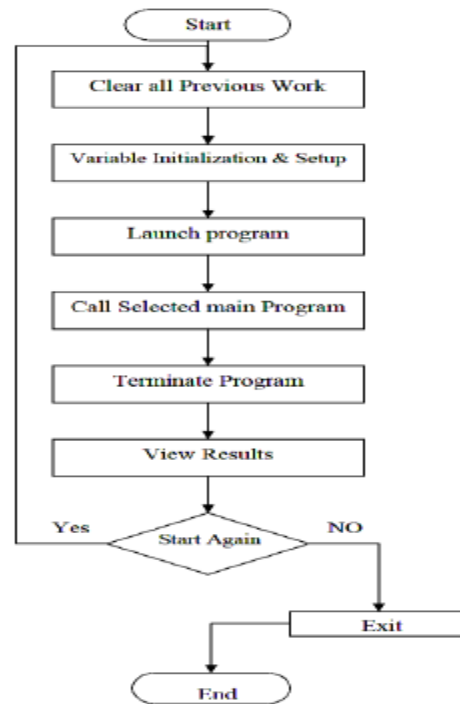 Start
Clear all Previous Work
Variable Initialization & Setup
Launch program
Call Selected main Program
Terminate Program
View Results
Yes
Start Again
NO
Exit
End